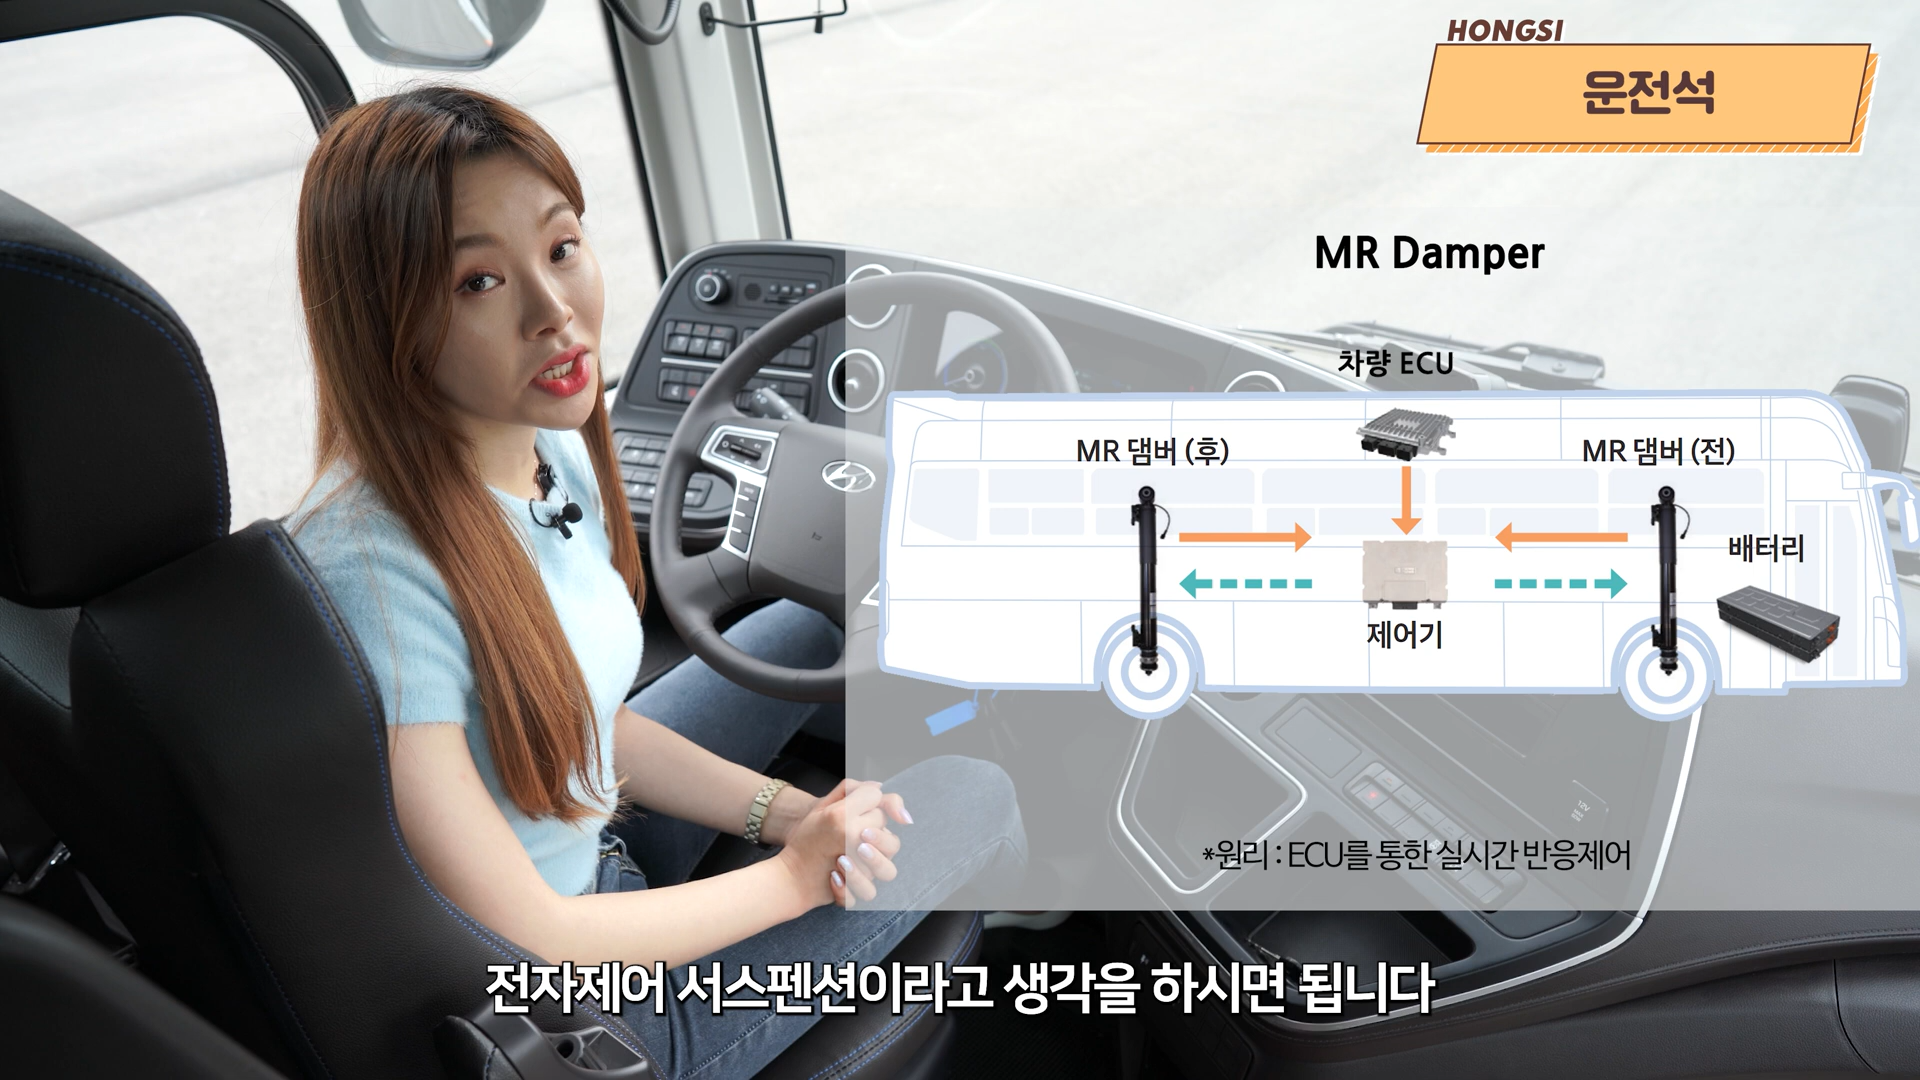 HONGSI
운전석
MR Damper
차량 ECU
MR 댐버 (후)
MR 댐버 (전)
배터리
제어기
12V
*원리 : ECU를 통한 실시간 반응제어
전자제어 서스펜션이라고 생각을 하시면 됩니다